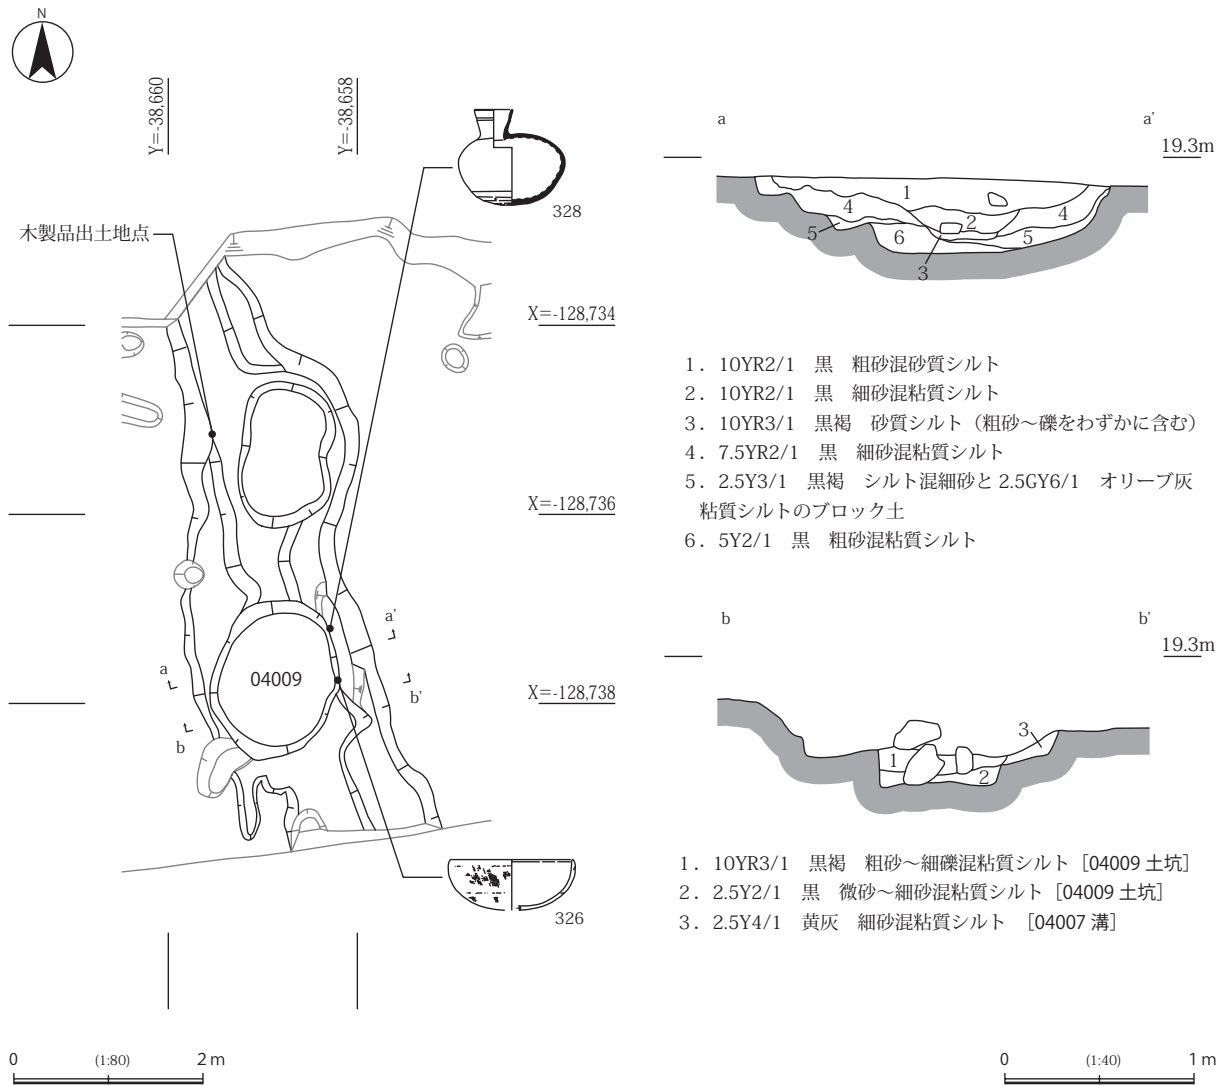 N
Y=-38,660
Y=-38,658
328
木製品出土地点
X=-128,734
X=-128,736
a'
a
04009
X=-128,738
b'
b
326
0 (1:80) 2 m
a a'
19.3m
1
4 2 4
5 6 5
3
1．10YR2/1　黒　粗砂混砂質シルト
2．10YR2/1　黒　細砂混粘質シルト
3．10YR3/1　黒褐　砂質シルト（粗砂～礫をわずかに含む）
4．7.5YR2/1　黒　細砂混粘質シルト
5．2.5Y3/1　黒褐　シルト混細砂と 2.5GY6/1　オリーブ灰
粘質シルトのブロック土
6．5Y2/1　黒　粗砂混粘質シルト
b b'
19.3m
3
1
2
1．10YR3/1　黒褐　粗砂～細礫混粘質シルト［04009 土坑］
2．2.5Y2/1　黒　微砂～細砂混粘質シルト［04009 土坑］
3．2.5Y4/1　黄灰　細砂混粘質シルト　［04007 溝］
0 (1:40) 1 m